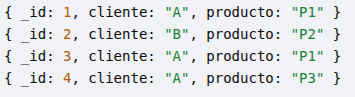 { _id: 1, cliente: "A", producto: "P1" }
{ _id: 2, cliente: "B", producto: "P2" }
{ _id: 3, cliente: "A", producto: "P1" }
{ _id: 4, cliente: "A", producto: "P3" }